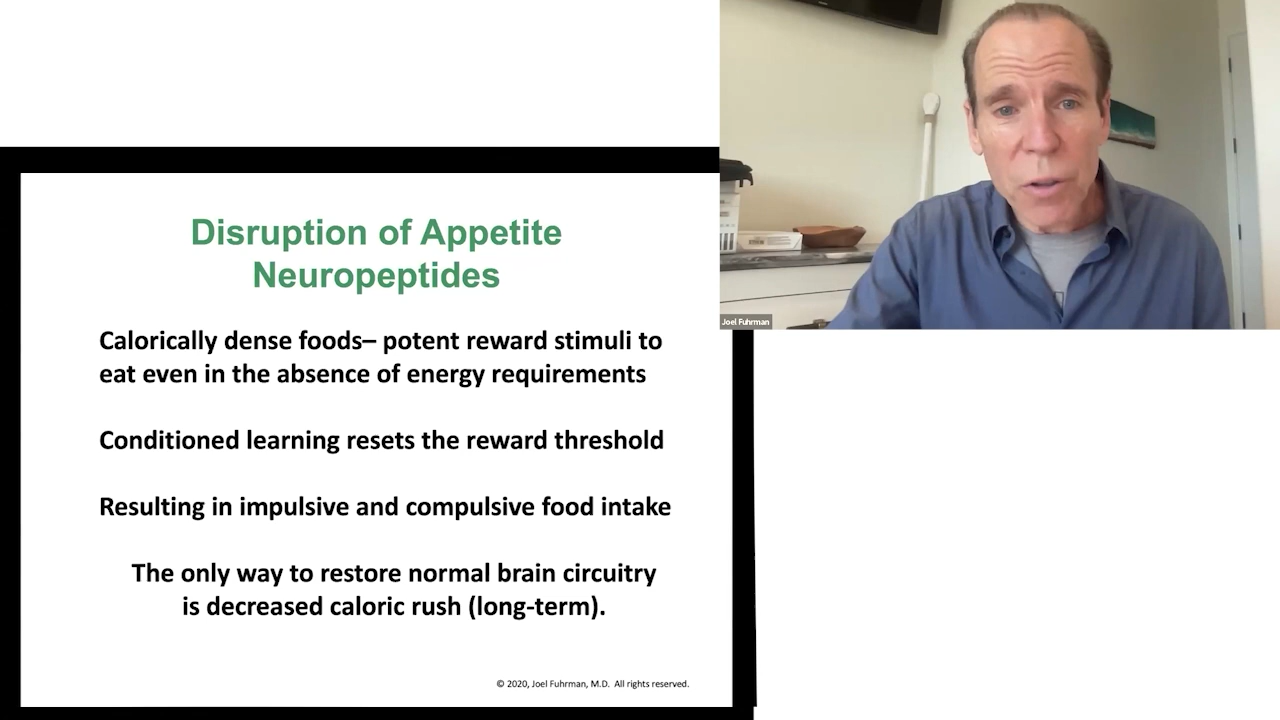 Disruption of Appetite
Neuropeptides
Calorically dense foods– potent reward stimuli to
eat even in the absence of energy requirements
Conditioned learning resets the reward threshold
Resulting in impulsive and compulsive food intake
The only way to restore normal brain circuitry
is decreased caloric rush (long-term).
© 2020, Joel Fuhrman, M.D. All rights reserved.
Joel Fuhrman